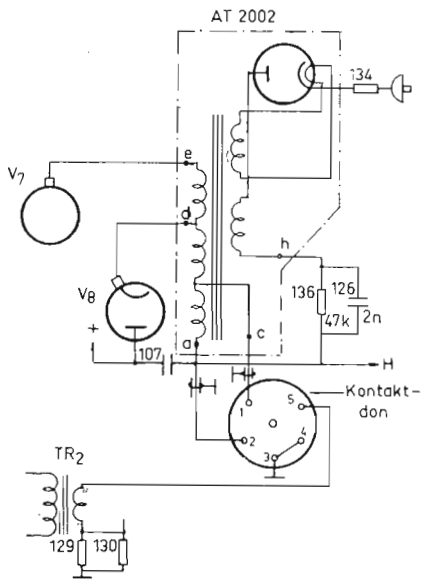 AT 2002
134
e
V7
d
V8
h
136
126
47k
2n
+
107
a
c
H
Kontakt-
don
1
5
2
4
3
TR2
129
130